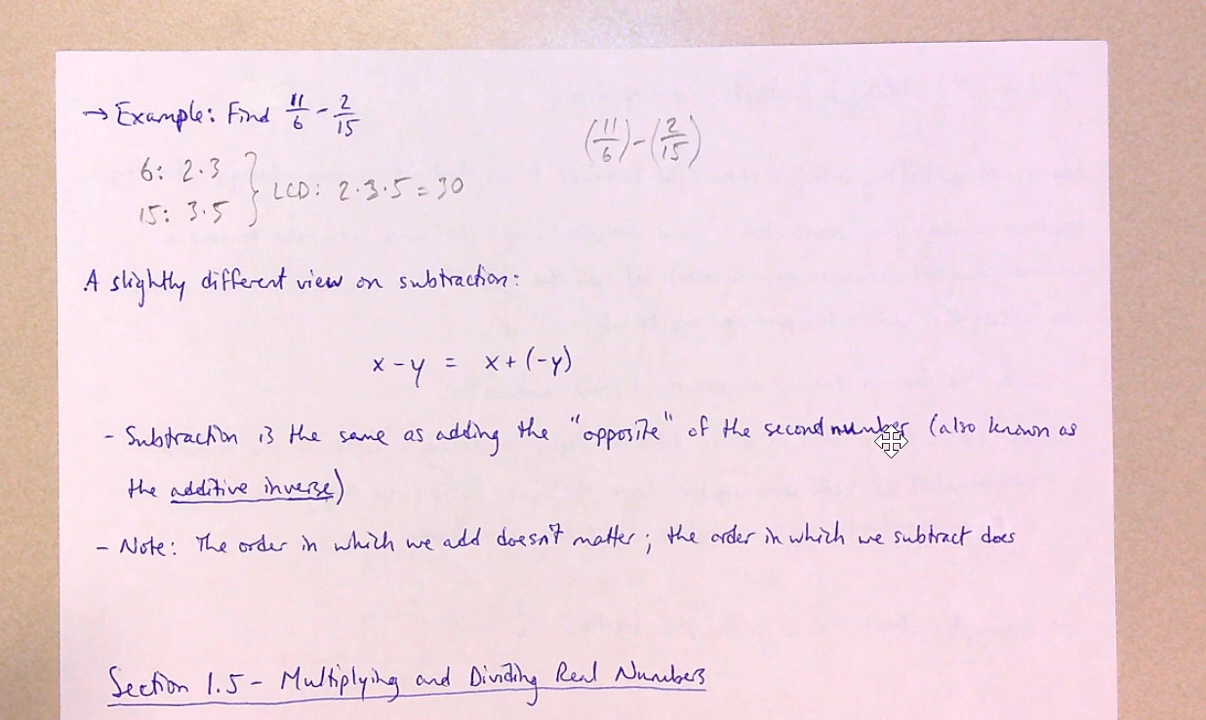 → Example: Find 11/6 - 2/15
(11/6) - (2/15)
6: 2·3
15: 3·5 } LCD: 2·3·5 = 30
A slightly different view on subtraction:
x - y = x + (-y)
- Subtraction is the same as adding the "opposite" of the second number (also known as
the additive inverse)
- Note: The order in which we add doesn't matter; the order in which we subtract does
Section 1.5 - Multiplying and Dividing Real Numbers